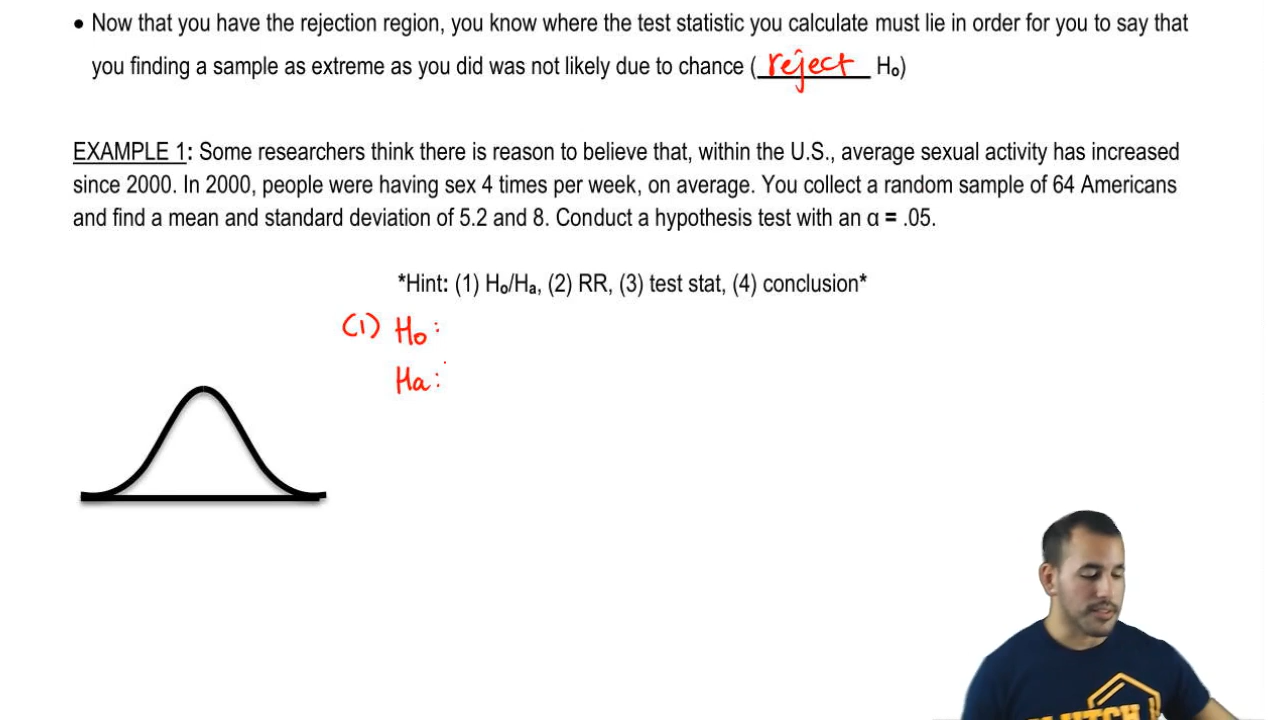 • Now that you have the rejection region, you know where the test statistic you calculate must lie in order for you to say that
you finding a sample as extreme as you did was not likely due to chance (reject H₀)
EXAMPLE 1: Some researchers think there is reason to believe that, within the U.S., average sexual activity has increased
since 2000. In 2000, people were having sex 4 times per week, on average. You collect a random sample of 64 Americans
and find a mean and standard deviation of 5.2 and 8. Conduct a hypothesis test with an α = .05.
*Hint: (1) H₀/Hₐ, (2) RR, (3) test stat, (4) conclusion*
(1) H₀:
Ha:
CLUTCH